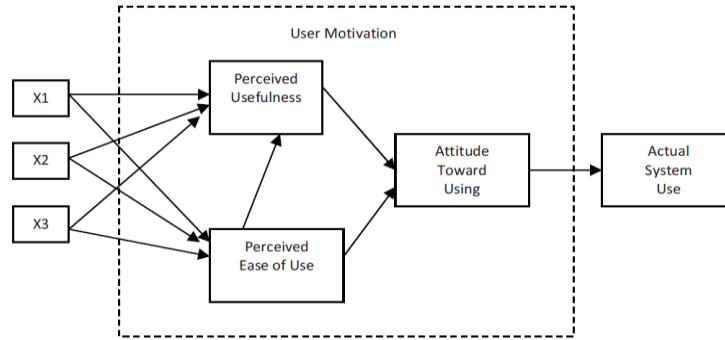 User Motivation
X1
X2
X3
Perceived
Usefulness
Perceived
Ease of Use
Attitude
Toward
Using
Actual
System
Use